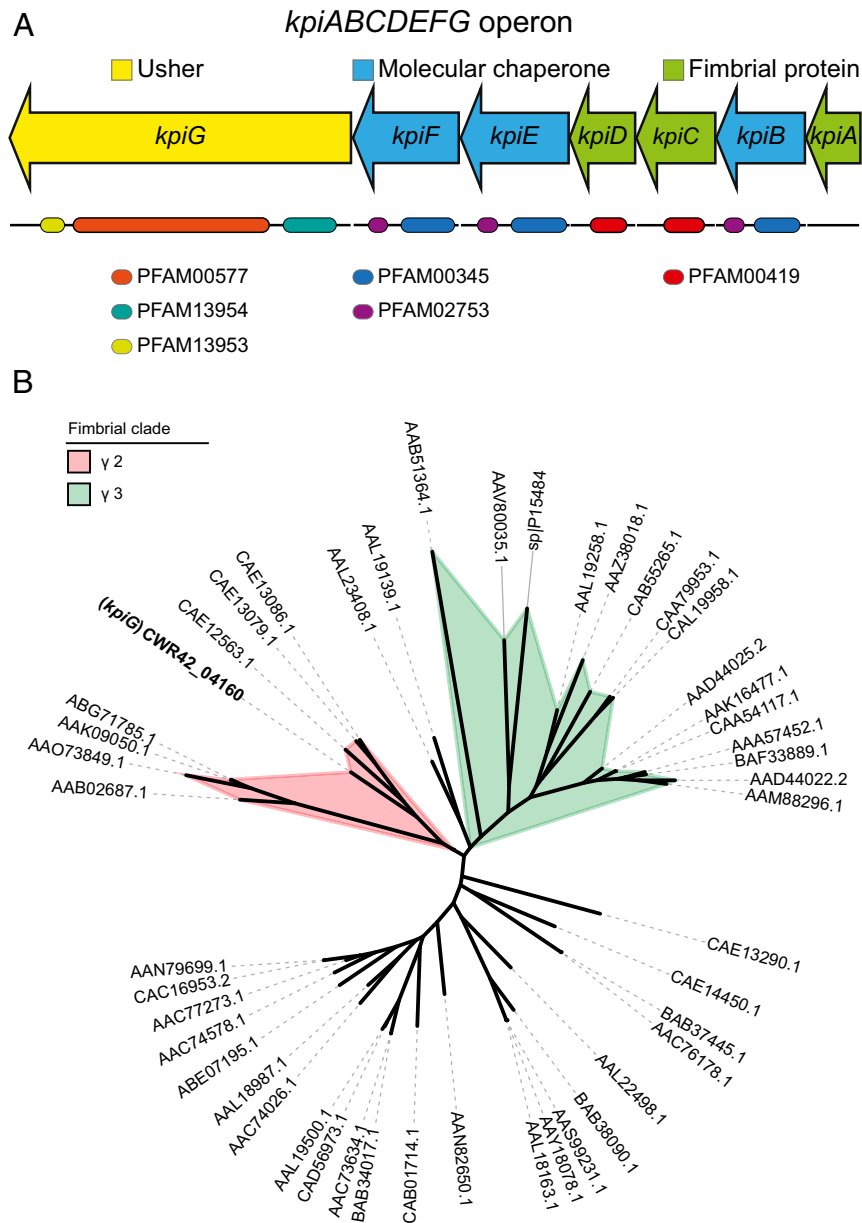 A
kpiABCDEFG operon
Usher
Molecular chaperone
Fimbrial protein
kpiG
kpiF
kpiE
kpiD
kpiC
kpiB
kpiA
PFAM00577
PFAM00345
PFAM00419
PFAM13954
PFAM02753
PFAM13953
B
Fimbrial clade
γ 2
γ 3
AAB51364.1
AAV80035.1
sp|P15484
AAL19258.1
AAZ38018.1
CAB55265.1
CAA79953.1
CAL19958.1
AAD44025.2
AAK16477.1
CAA54117.1
AAA57452.1
BAF33889.1
AAD44022.2
AAM88296.1
AAL19139.1
AAL23408.1
CAE13086.1
CAE13079.1
CAE12563.1
(kpiG) CWR42_04160
ABG71785.1
AAK09050.1
AAO73849.1
AAB02687.1
CAE13290.1
CAE14450.1
BAB37445.1
AAC76178.1
AAL22498.1
BAB38090.1
AAS99231.1
AAY18078.1
AAL18163.1
AAN82650.1
CAB01714.1
BAB34017.1
AAC73634.1
CAD56973.1
AAL19500.1
AAC74026.1
AAL18987.1
ABE07195.1
AAC74578.1
AAC77273.1
CAC16953.2
AAN79699.1